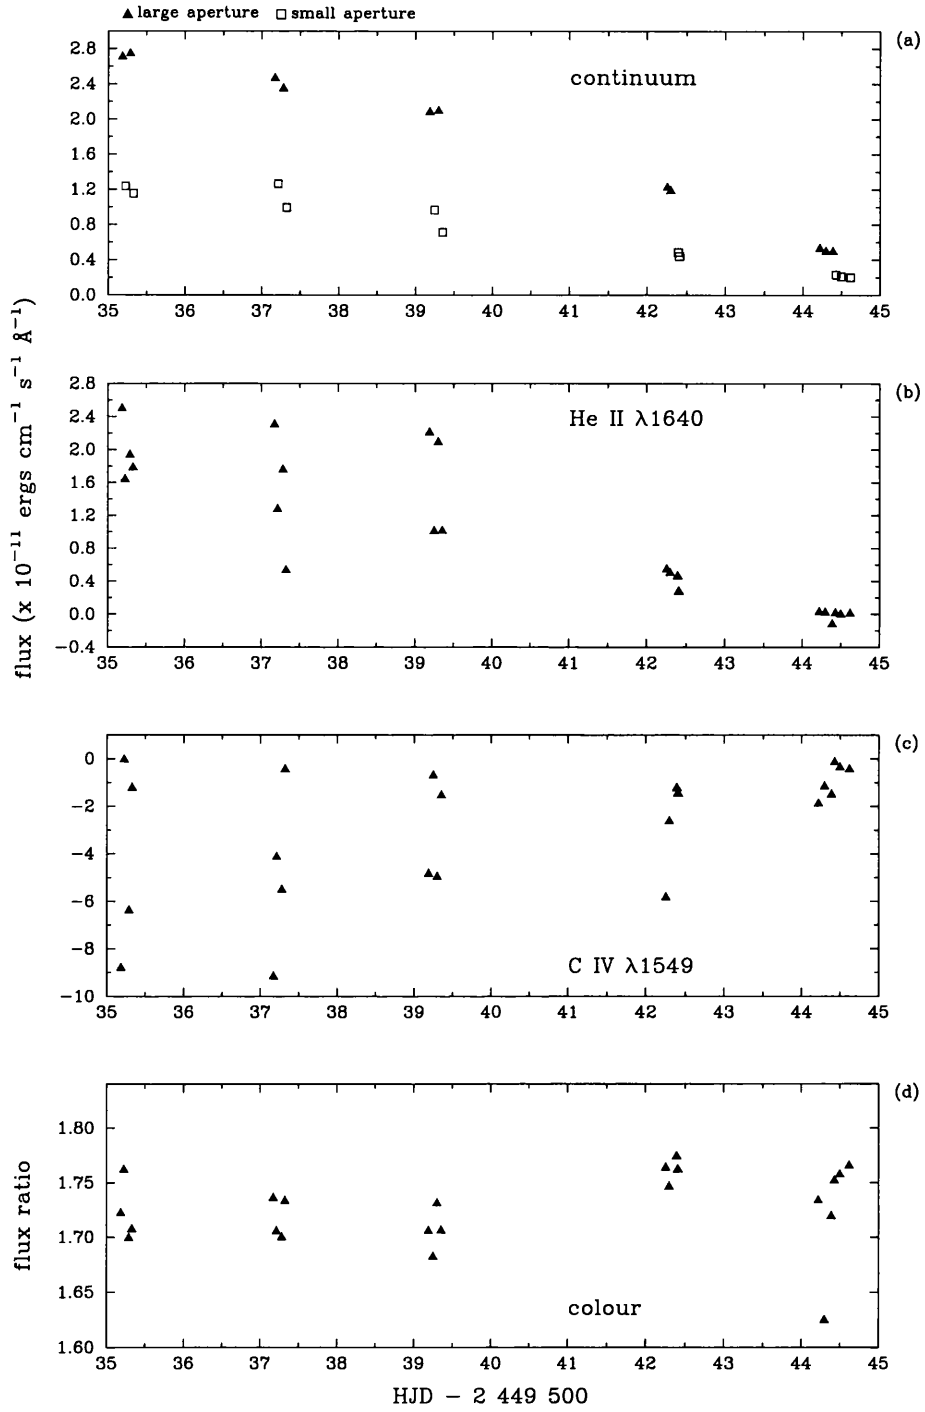 ▲ large aperture □ small aperture
(a)
continuum
2.8
2.4
2.0
1.6
1.2
0.8
0.4
0.0
35 36 37 38 39 40 41 42 43 44 45
flux (x 10⁻¹¹ ergs cm⁻¹ s⁻¹ Å⁻¹)
(b)
He II λ1640
2.8
2.4
2.0
1.6
1.2
0.8
0.4
0.0
−0.4
35 36 37 38 39 40 41 42 43 44 45
(c)
0
−2
−4
−6
−8
−10
C IV λ1549
35 36 37 38 39 40 41 42 43 44 45
(d)
flux ratio
1.80
1.75
1.70
1.65
1.60
colour
35 36 37 38 39 40 41 42 43 44 45
HJD − 2 449 500